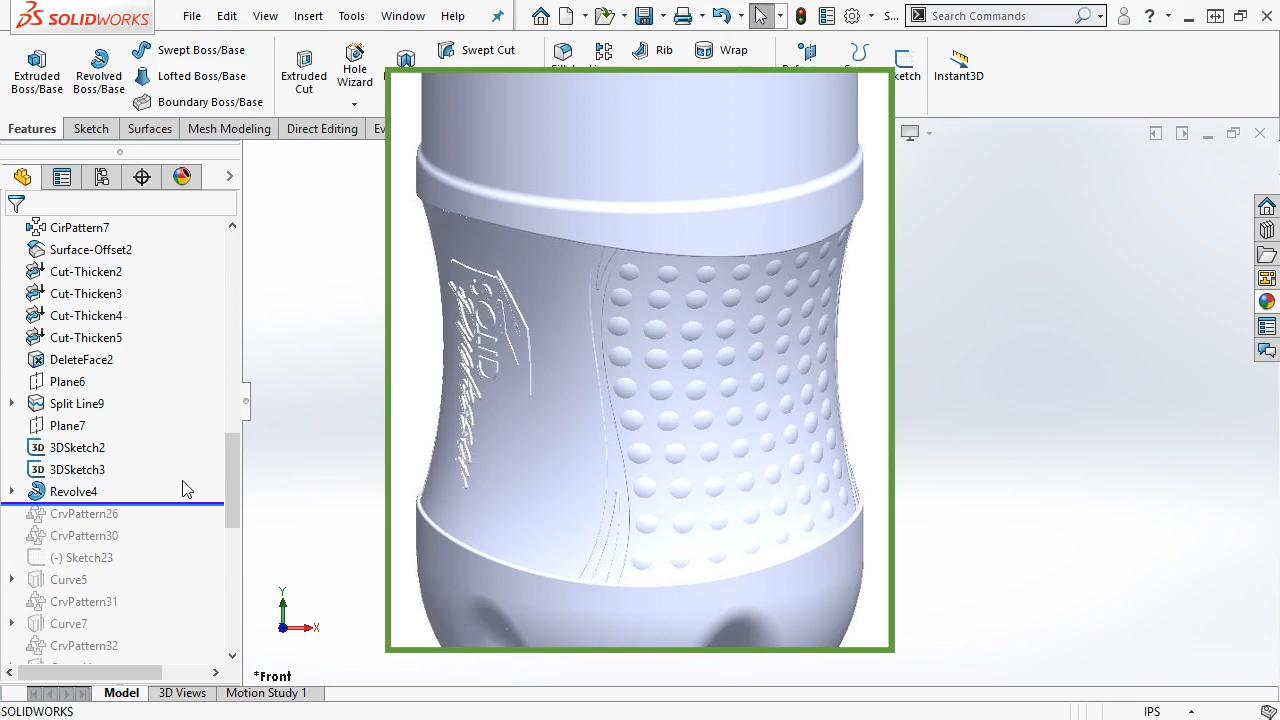 SOLIDWORKS File Edit View Insert Tools Window Help S... Search Commands
Extruded Boss/Base
Revolved Boss/Base
Swept Boss/Base
Lofted Boss/Base
Boundary Boss/Base
Extruded Cut
Hole Wizard
Swept Cut
Rib
Wrap
Instant3D
Features Sketch Surfaces Mesh Modeling Direct Editing Ev
CirPattern7
Surface-Offset2
Cut-Thicken2
Cut-Thicken3
Cut-Thicken4
Cut-Thicken5
DeleteFace2
Plane6
Split Line9
Plane7
3D 3DSketch2
3D 3DSketch3
Revolve4
CrvPattern26
CrvPattern30
(-) Sketch23
Curve5
CrvPattern31
Curve7
CrvPattern32
SOLID
Y
X
*Front
Model 3D Views Motion Study 1
SOLIDWORKS IPS